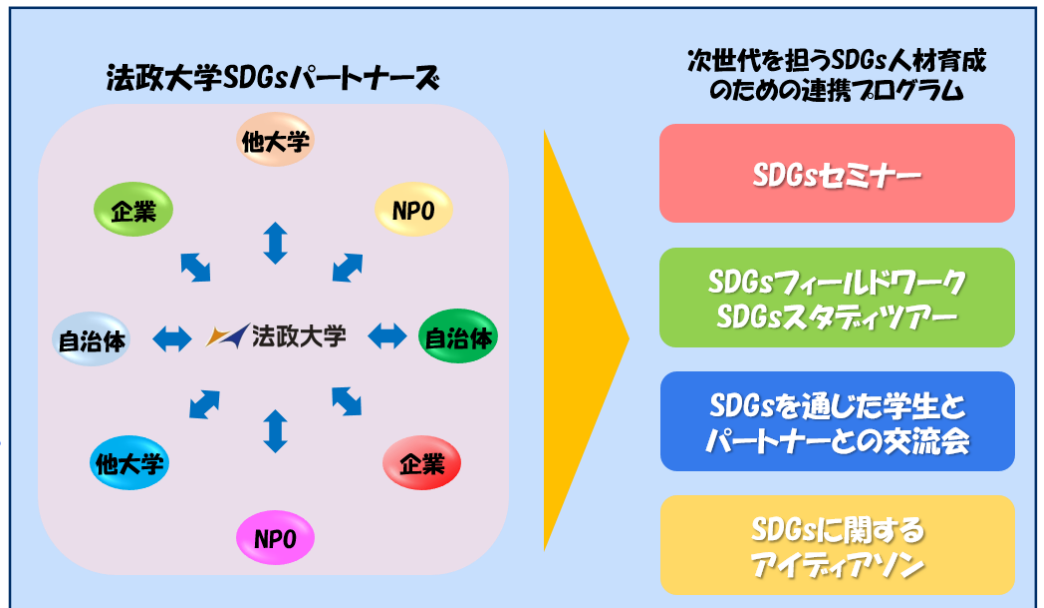 法政大学SDGsパートナーズ
他大学
企業
NPO
自治体
法政大学
自治体
他大学
企業
NPO
次世代を担うSDGs人材育成
のための連携プログラム
SDGsセミナー
SDGsフィールドワーク
SDGsスタディツアー
SDGsを通じた学生と
パートナーとの交流会
SDGsに関する
アイディアソン